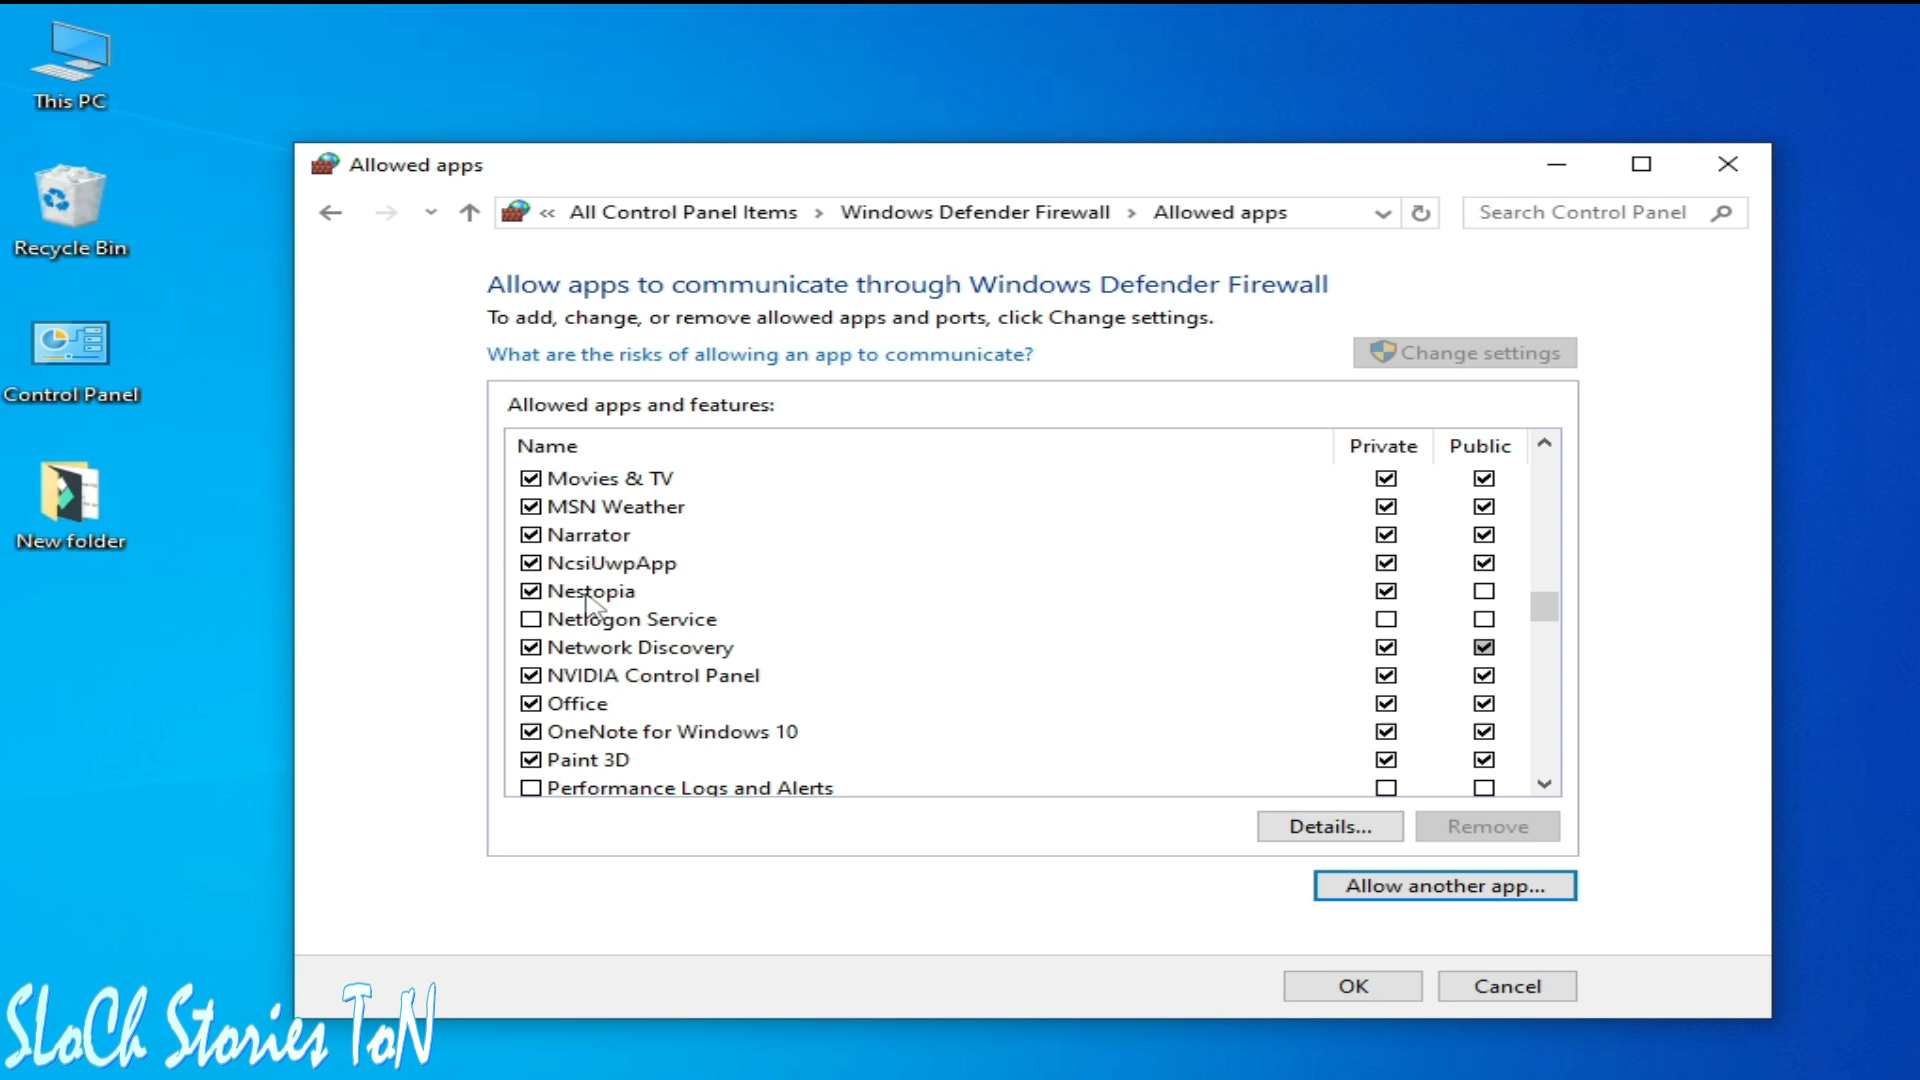 This PC
Recycle Bin
Control Panel
New folder
Allowed apps
« All Control Panel Items › Windows Defender Firewall › Allowed apps
Search Control Panel
Allow apps to communicate through Windows Defender Firewall
To add, change, or remove allowed apps and ports, click Change settings.
What are the risks of allowing an app to communicate?
Change settings
Allowed apps and features:
Name Private Public
Movies & TV
MSN Weather
Narrator
NcsiUwpApp
Nestopia
Netlogon Service
Network Discovery
NVIDIA Control Panel
Office
OneNote for Windows 10
Paint 3D
Performance Logs and Alerts
Details... Remove
Allow another app...
OK Cancel
SLoCh Stories ToN